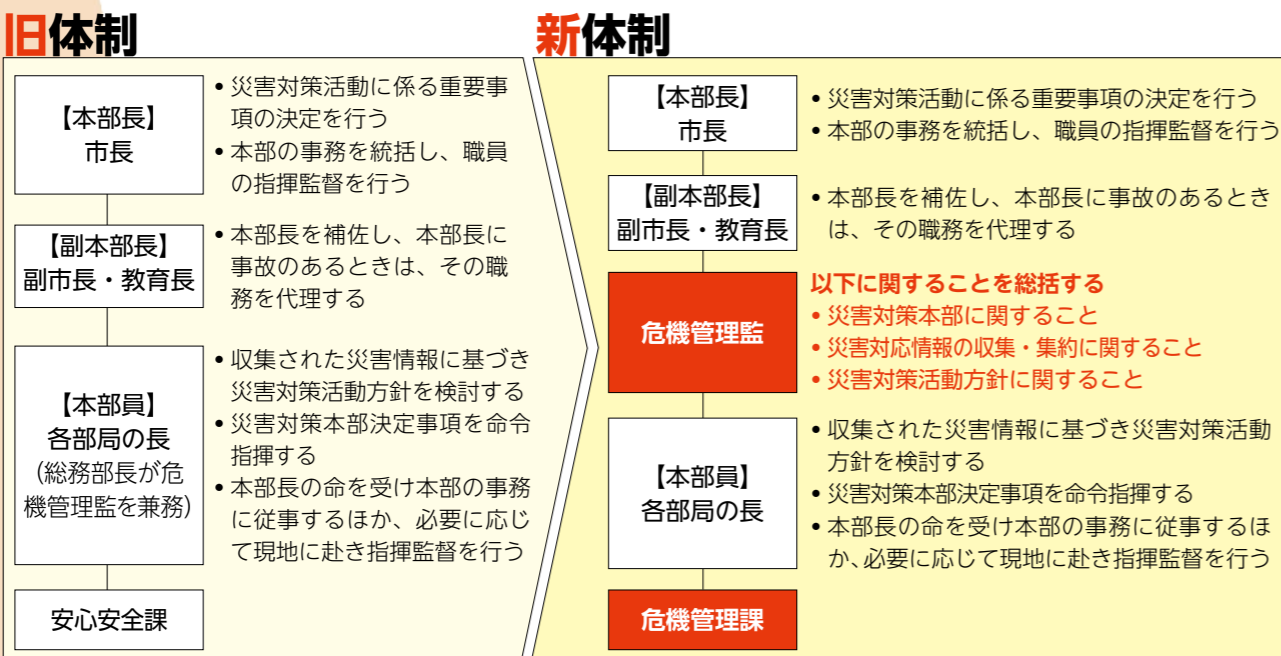 旧体制
【本部長】
市長
• 災害対策活動に係る重要事
項の決定を行う
• 本部の事務を統括し、職員
の指揮監督を行う
【副本部長】
副市長・教育長
• 本部長を補佐し、本部長に
事故のあるときは、その職
務を代理する
【本部員】
各部局の長
(総務部長が危
機管理監を兼務)
• 収集された災害情報に基づき
災害対策活動方針を検討する
• 災害対策本部決定事項を命令
指揮する
• 本部長の命を受け本部の事務
に従事するほか、必要に応じ
て現地に赴き指揮監督を行う
安心安全課
新体制
【本部長】
市長
• 災害対策活動に係る重要事項の決定を行う
• 本部の事務を統括し、職員の指揮監督を行う
【副本部長】
副市長・教育長
• 本部長を補佐し、本部長に事故のあるとき
は、その職務を代理する
危機管理監
以下に関することを総括する
• 災害対策本部に関すること
• 災害対応情報の収集・集約に関すること
• 災害対策活動方針に関すること
【本部員】
各部局の長
• 収集された災害情報に基づき災害対策活動
方針を検討する
• 災害対策本部決定事項を命令指揮する
• 本部長の命を受け本部の事務に従事するほ
か、必要に応じて現地に赴き指揮監督を行う
危機管理課